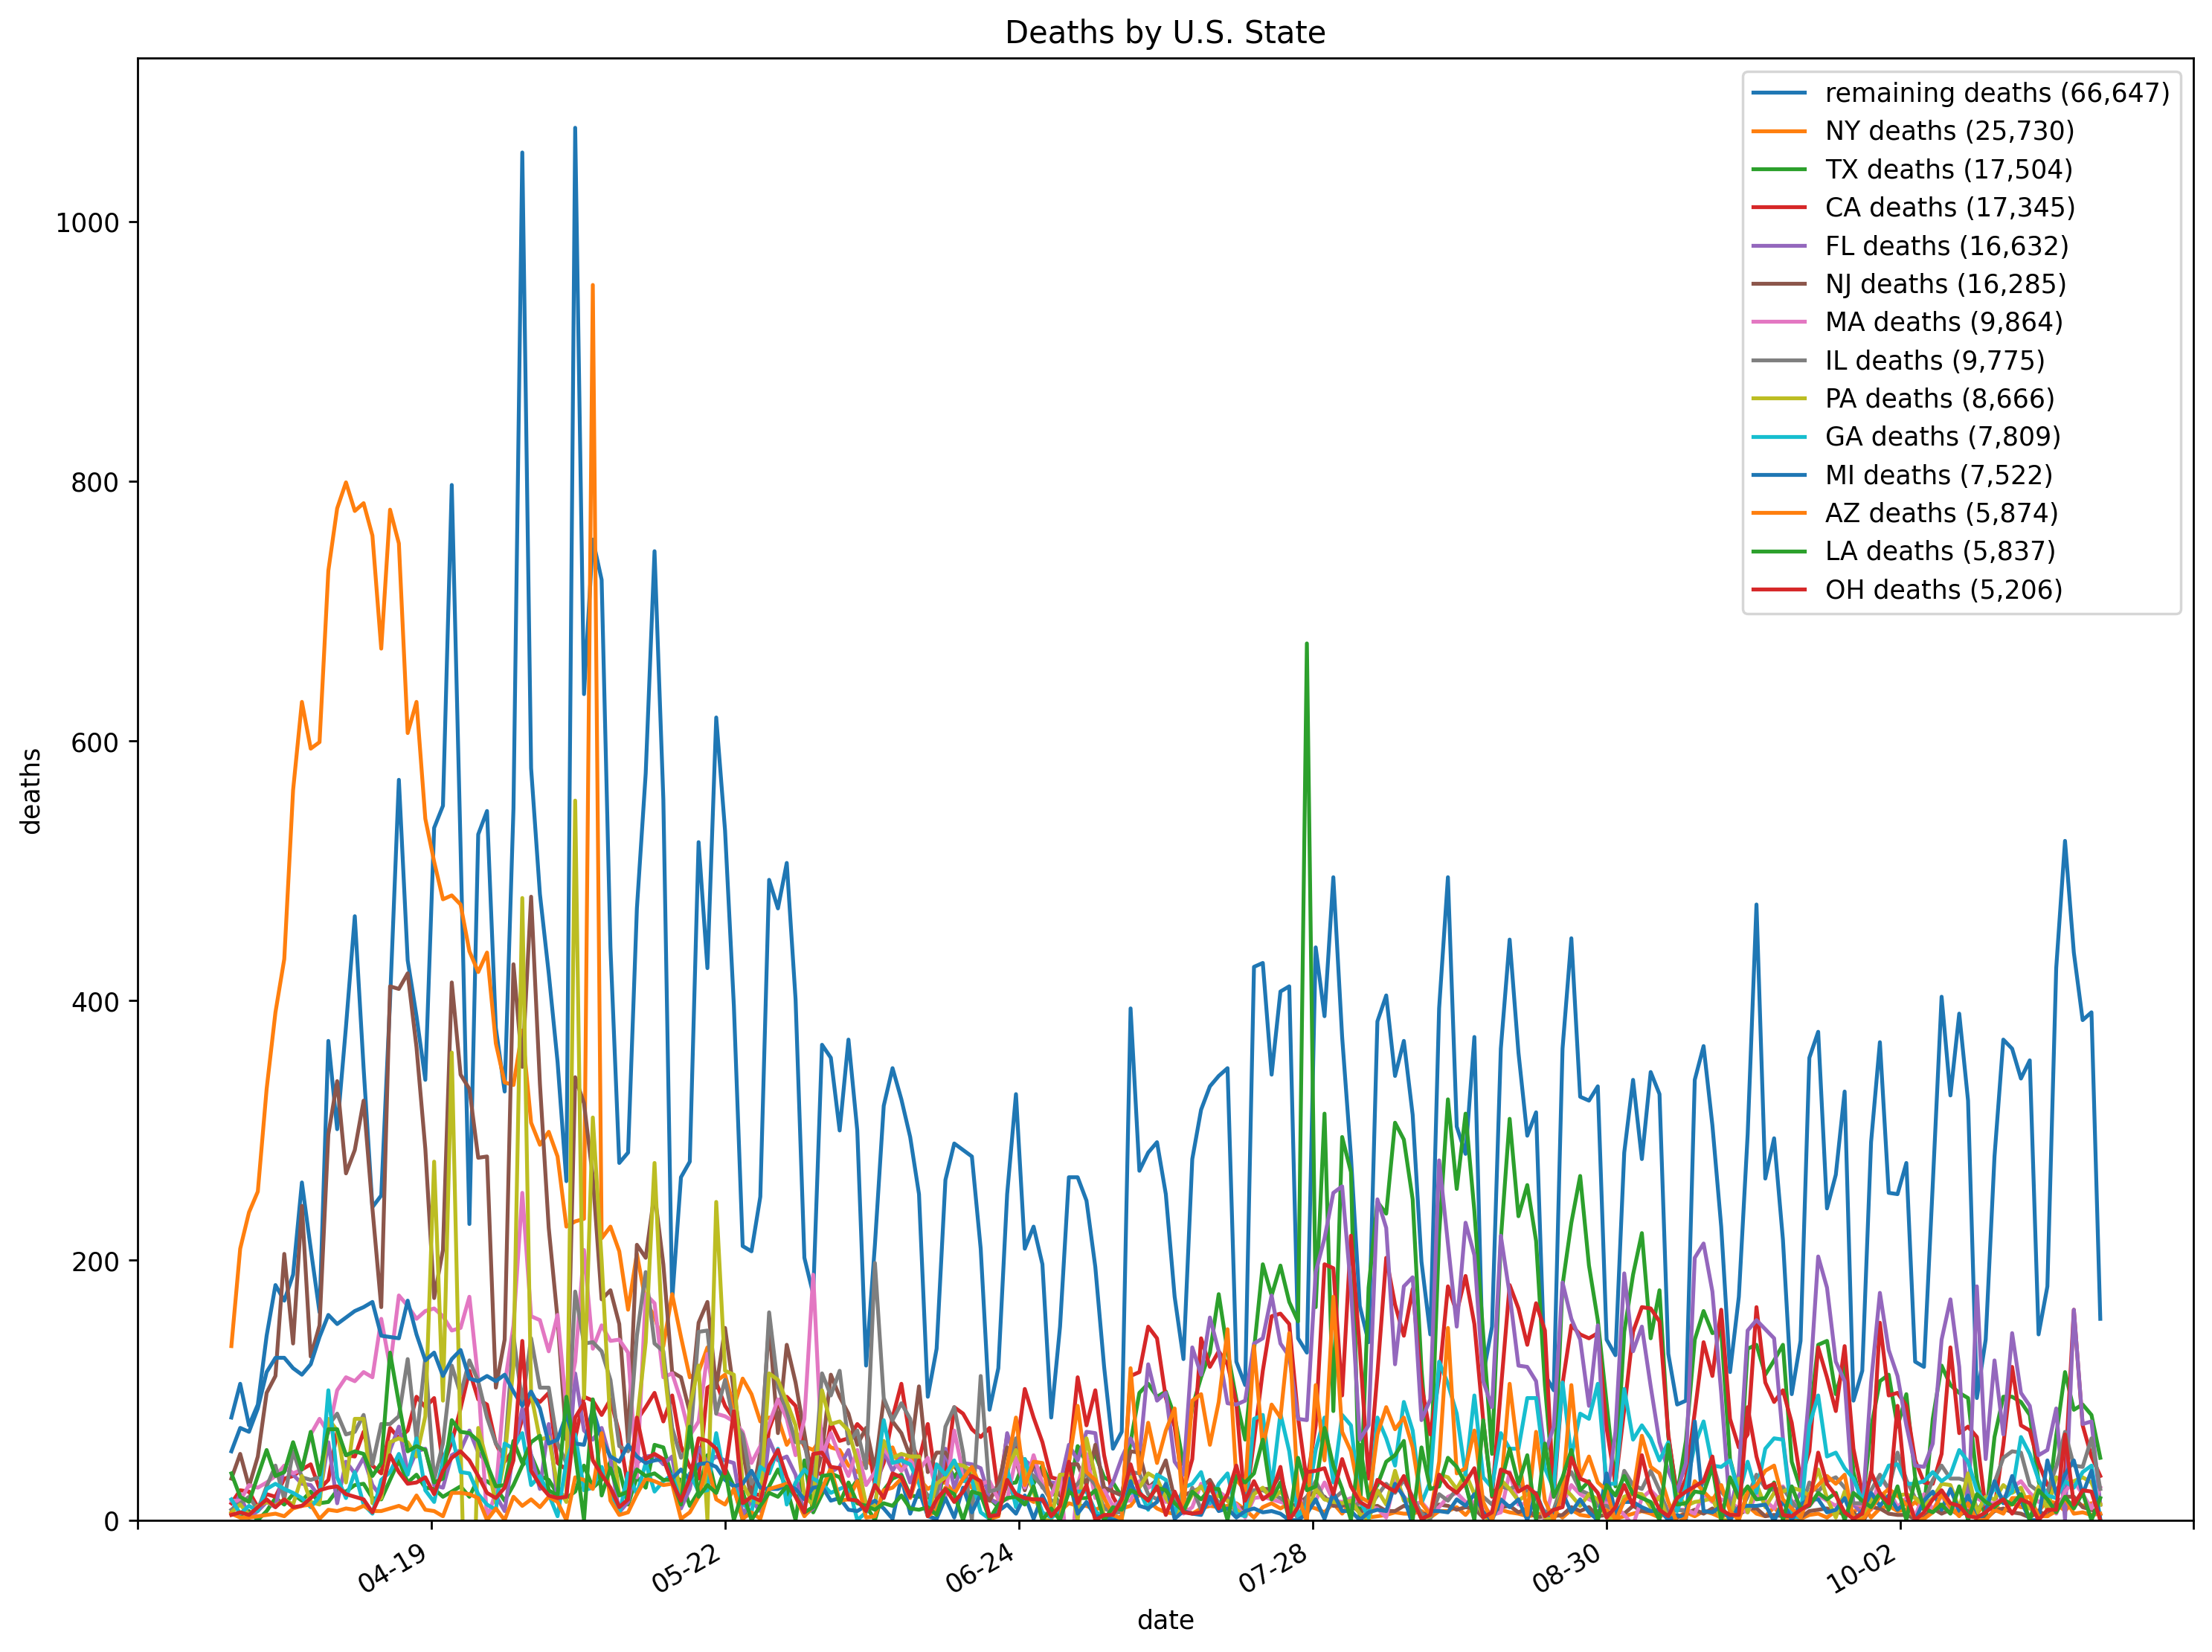 Deaths by U.S. State
remaining deaths (66,647)
NY deaths (25,730)
TX deaths (17,504)
CA deaths (17,345)
FL deaths (16,632)
NJ deaths (16,285)
MA deaths (9,864)
IL deaths (9,775)
PA deaths (8,666)
GA deaths (7,809)
MI deaths (7,522)
AZ deaths (5,874)
LA deaths (5,837)
OH deaths (5,206)
1000
800
600
400
200
0
deaths
04-19
05-22
06-24
07-28
08-30
10-02
date